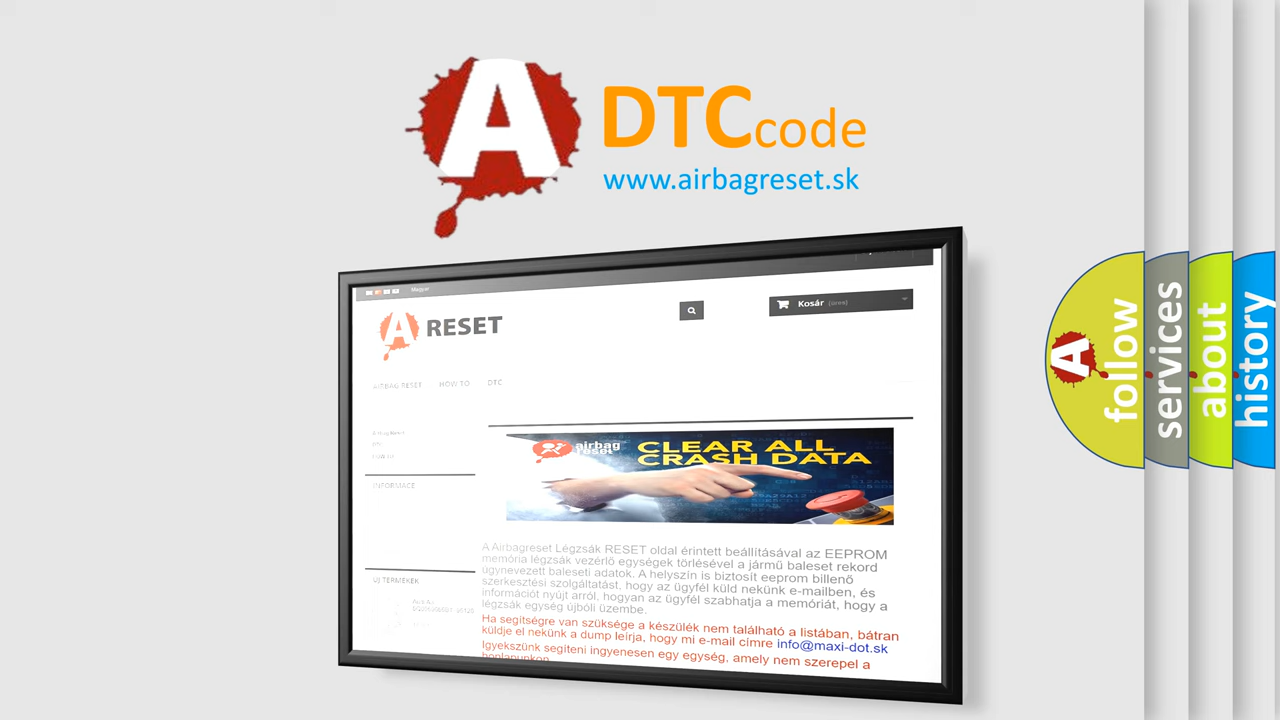 A DTCcode
www.airbagreset.sk
Magyar
Kosár (üres)
A RESET
AIRBAG RESET HOW TO DTC
airbag reset
CLEAR ALL
CRASH DATA
INFORMACE
A Airbagreset Légzsák RESET oldal érintett beállításával az EEPROM
memória légzsák vezérlő egységek törlésével a jármű baleset rekord
úgynevezett baleseti adatok. A helyszín is biztosít eeprom billenő
szerkesztési szolgáltatást, hogy az ügyfél küld nekünk e-mailben, és
információt nyújt arról, hogyan az ügyfél szabhatja a memóriát, hogy a
légzsák egység újbóli üzembe.
ÚJ TERMÉKEK
Ha segítségre van szüksége a készülék nem található a listában, bátran
küldje el nekünk a dump leírja, hogy mi e-mail címre info@maxi-dot.sk
Igyekszünk segíteni ingyenesen egy egység, amely nem szerepel a
honlapunkon
A follow
services
about
history